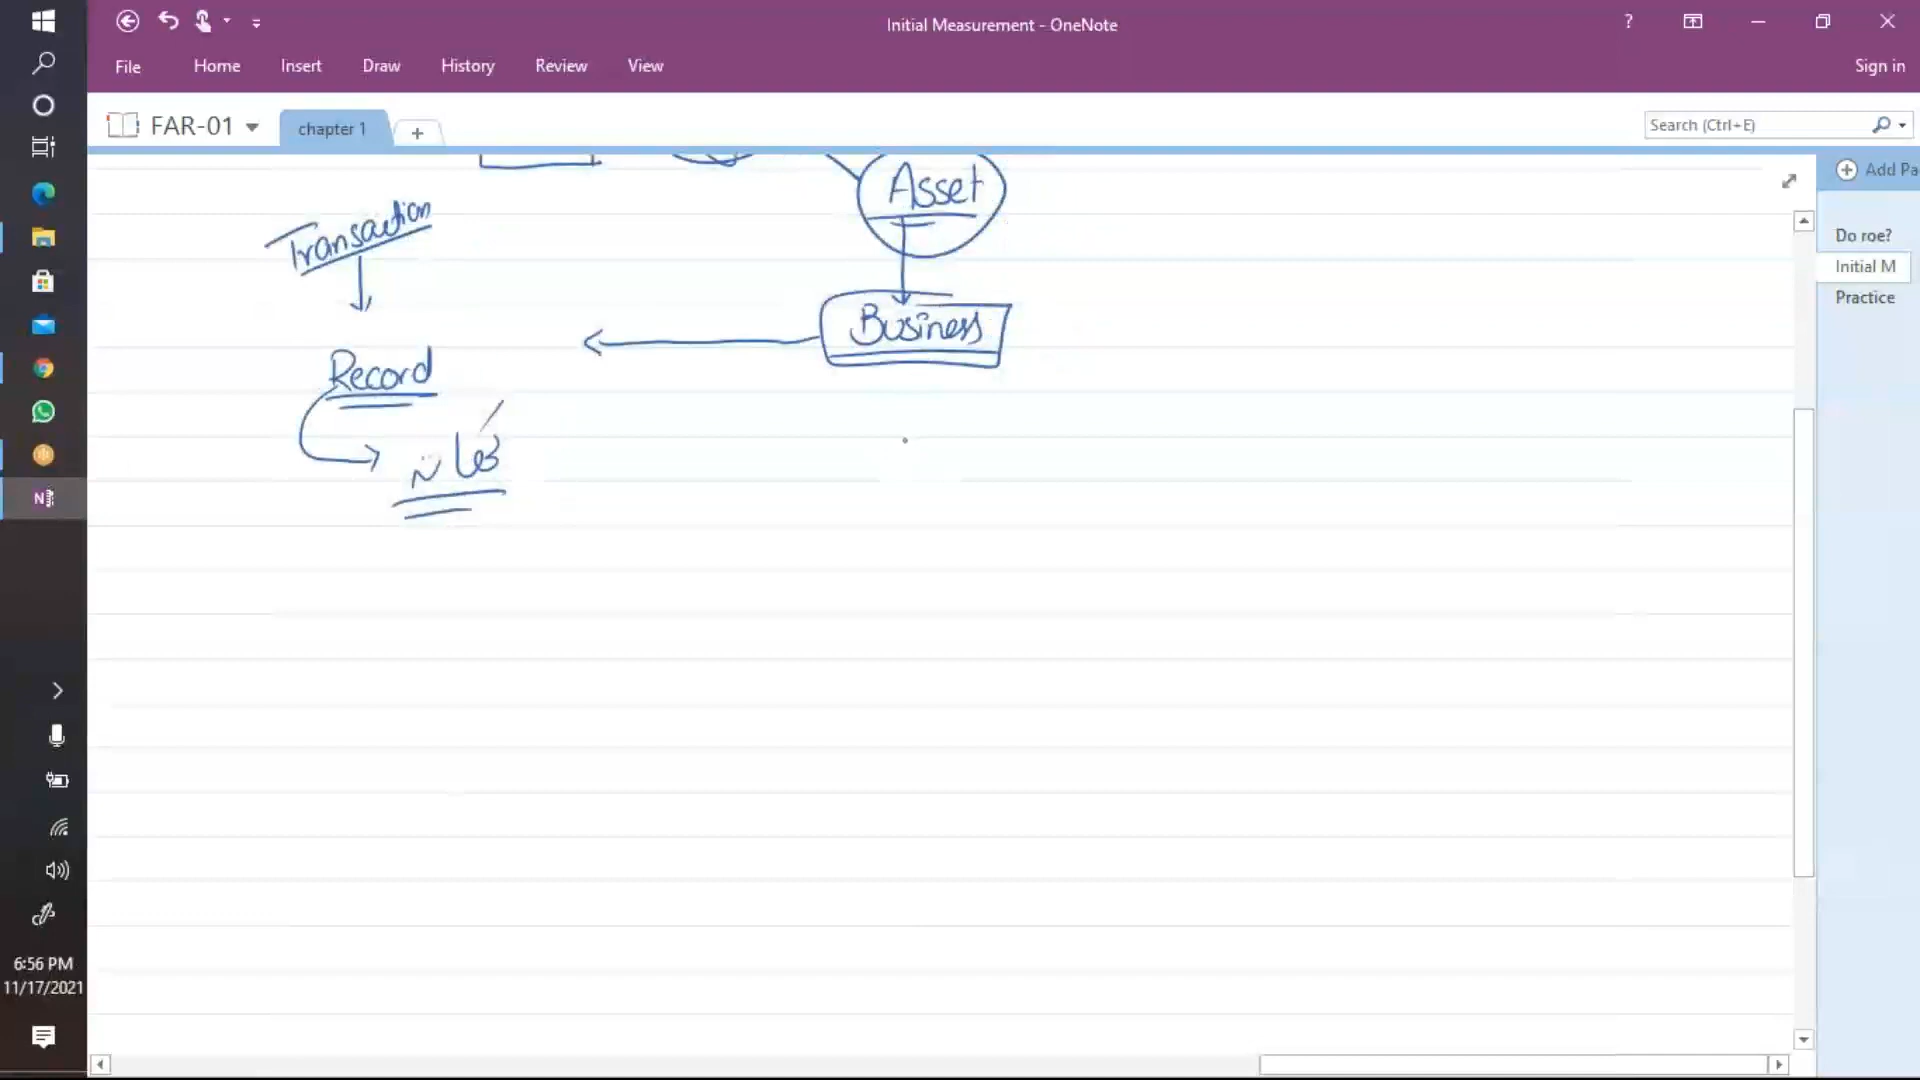 Initial Measurement - OneNote
?
File Home Insert Draw History Review View
Sign in
FAR-01
chapter 1
+
Search (Ctrl+E)
Add Pa
Do roe?
Initial M
Practice
Asset
Transaction
Business
Record
6:56 PM
11/17/2021